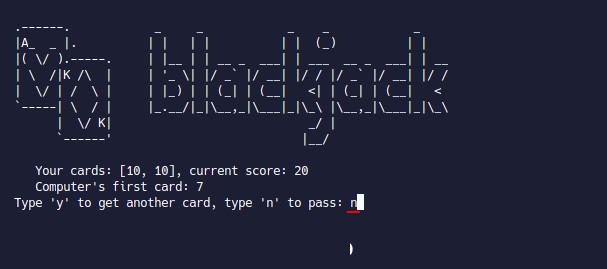 A
K
K
blackjack
Your cards: [10, 10], current score: 20
Computer's first card: 7
Type 'y' to get another card, type 'n' to pass: n